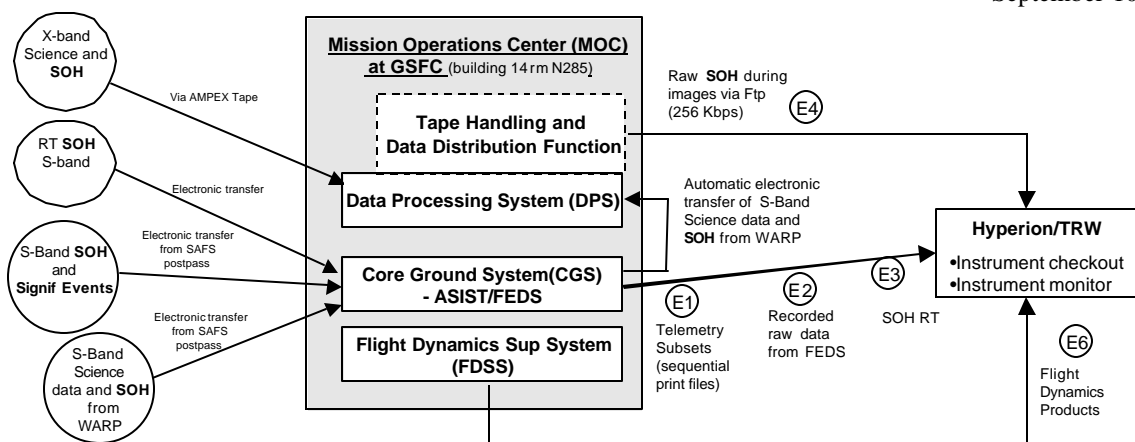 September 10
X-band
Science and
SOH
Via AMPEX Tape
RT SOH
S-band
Electronic transfer
S-Band SOH
and
Signif Events
Electronic transfer
from SAFS
postpass
S-Band
Science
data and SOH
from
WARP
Electronic transfer
from SAFS
postpass
Mission Operations Center (MOC)
at GSFC (building 14 rm N285)
Tape Handling and
Data Distribution Function
Data Processing System (DPS)
Core Ground System(CGS)
- ASIST/FEDS
Flight Dynamics Sup System
(FDSS)
Raw SOH during
images via Ftp
(256 Kbps)
E4
Automatic electronic
transfer of S-Band
Science data and
SOH from WARP
E1
Telemetry
Subsets
(sequential
print files)
E2
Recorded
raw data
from FEDS
E3
SOH RT
Hyperion/TRW
•Instrument checkout
•Instrument monitor
E6
Flight
Dynamics
Products